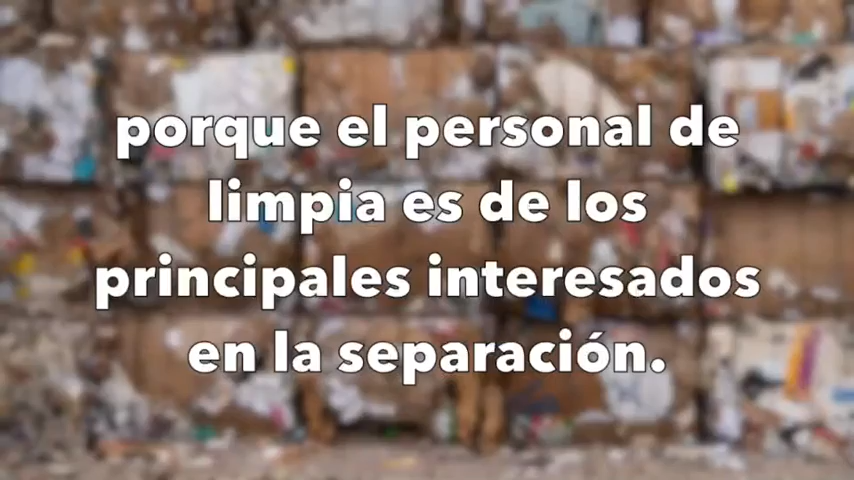 porque el personal de
limpia es de los
principales interesados
en la separación.